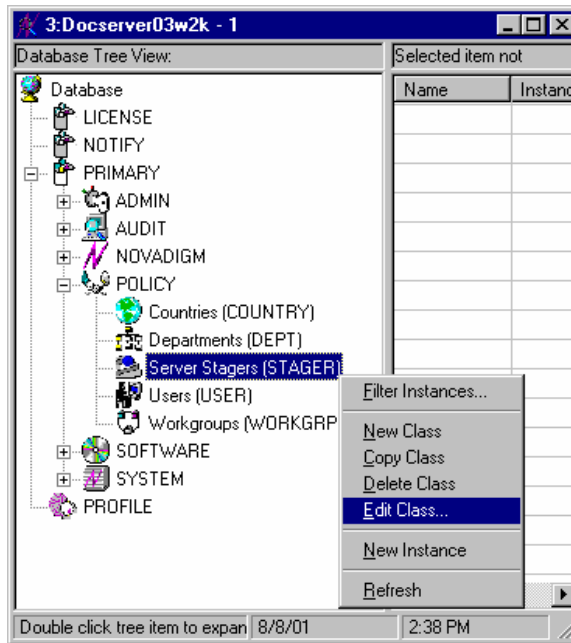 3:Docserver03w2k - 1
Database Tree View:
Selected item not
Database
Name
Instanc
LICENSE
NOTIFY
PRIMARY
ADMIN
AUDIT
NOVADIGM
POLICY
Countries (COUNTRY)
Departments (DEPT)
Server Stagers (STAGER)
Users (USER)
Workgroups (WORKGRP
SOFTWARE
SYSTEM
PROFILE
Filter Instances...
New Class
Copy Class
Delete Class
Edit Class...
New Instance
Refresh
Double click tree item to expan
8/8/01
2:38 PM